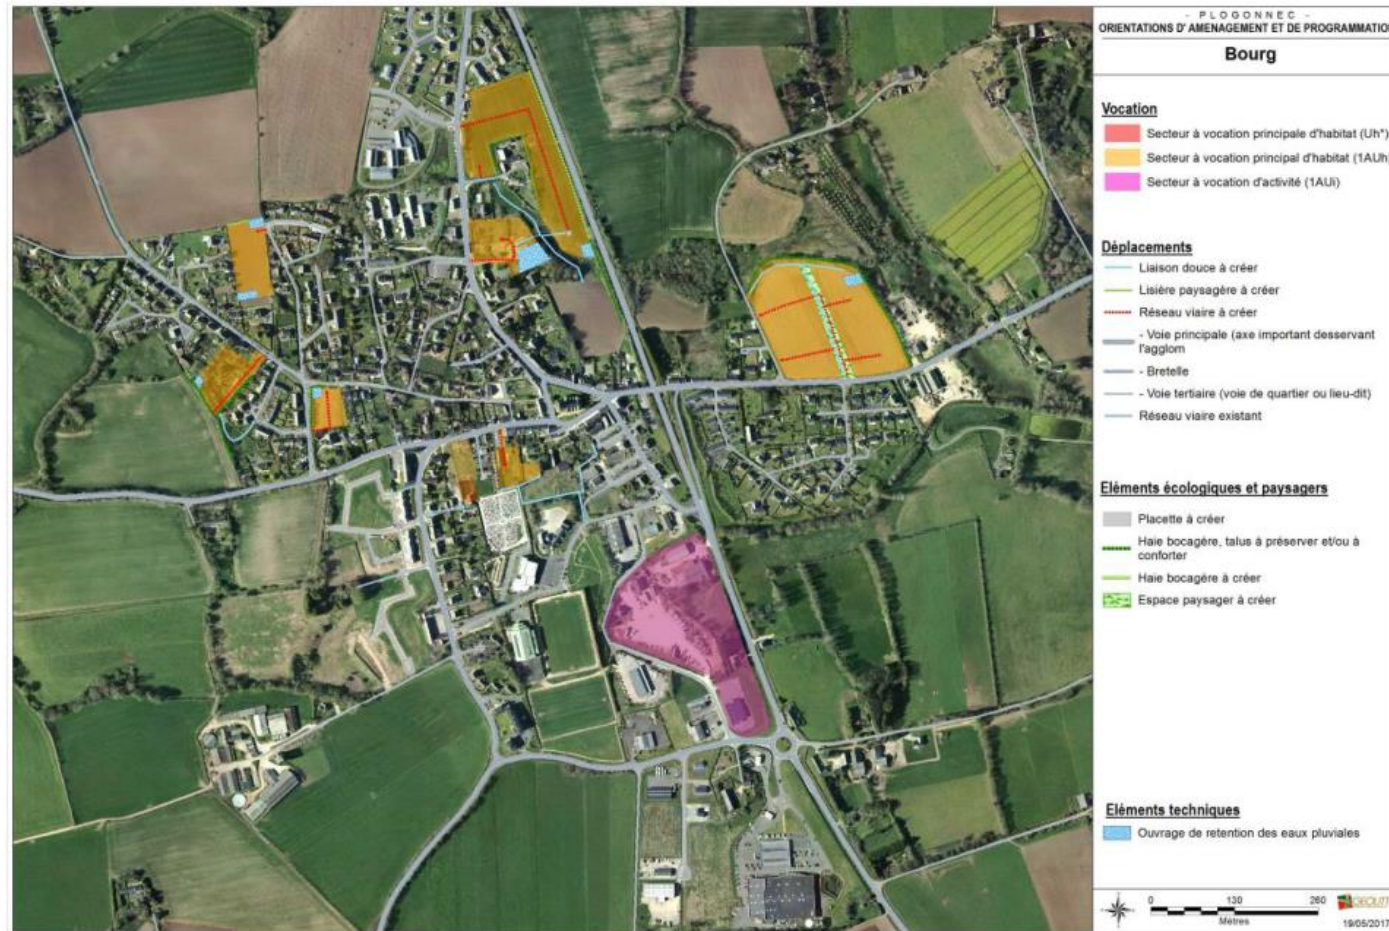 - PLOGONNEC -
ORIENTATIONS D'AMENAGEMENT ET DE PROGRAMMATIO
Bourg
Vocation
Secteur à vocation principale d'habitat (Uh*)
Secteur à vocation principal d'habitat (1AUh)
Secteur à vocation d'activité (1AUi)
Déplacements
Liaison douce à créer
Lisière paysagère à créer
Réseau viaire à créer
- Voie principale (axe important desservant
l'agglom
- Bretelle
- Voie tertiaire (voie de quartier ou lieu-dit)
Réseau viaire existant
Eléments écologiques et paysagers
Placette à créer
Haie bocagère, talus à préserver et/ou à
conforter
Haie bocagère à créer
Espace paysager à créer
Eléments techniques
Ouvrage de retention des eaux pluviales
0 130 260
Mètres
GEOLIT
19/05/2017